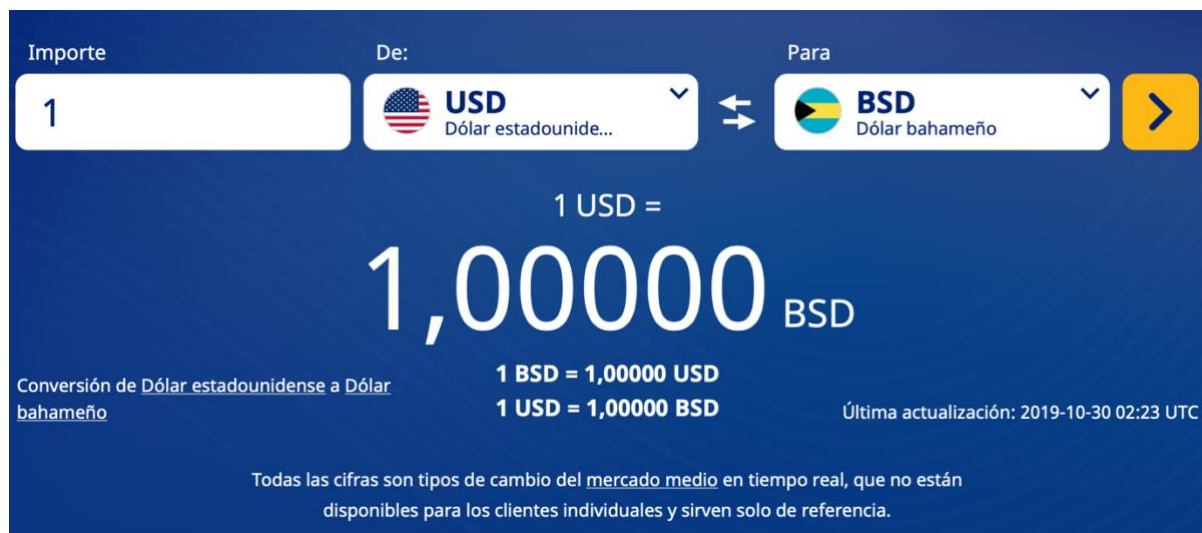 Importe
De:
Para
1
USD
Dólar estadounide...
BSD
Dólar bahameño
1 USD =
1,00000 BSD
1 BSD = 1,00000 USD
1 USD = 1,00000 BSD
Conversión de Dólar estadounidense a Dólar
bahameño
Última actualización: 2019-10-30 02:23 UTC
Todas las cifras son tipos de cambio del mercado medio en tiempo real, que no están
disponibles para los clientes individuales y sirven solo de referencia.